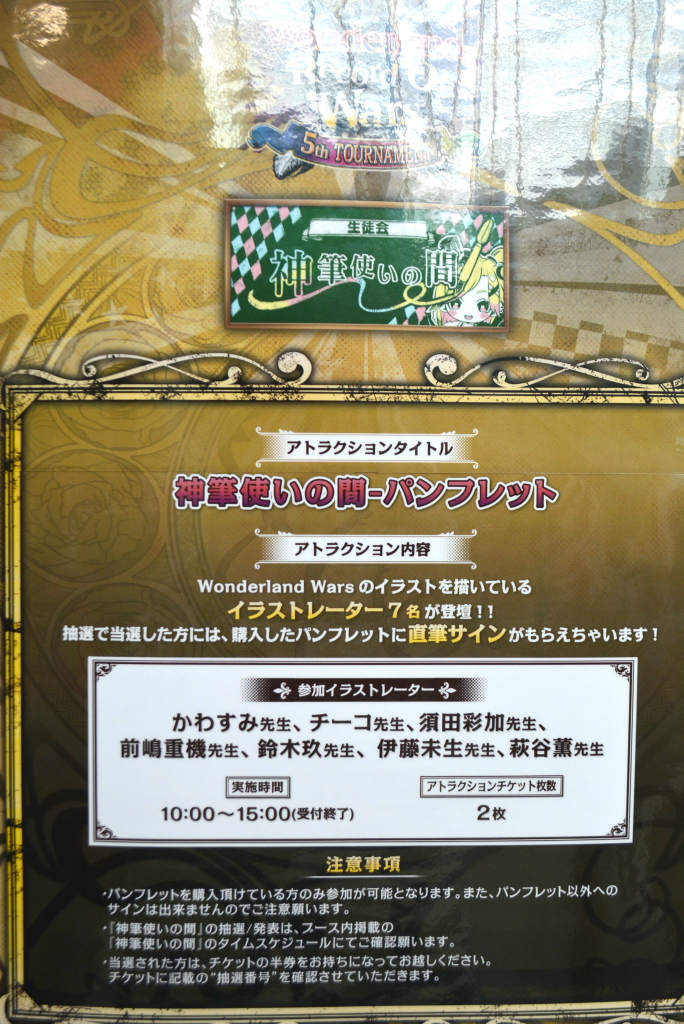 Wonderland
Record Of
Wars
5th TOURNAMENT
生徒会
神筆使いの間
アトラクションタイトル
神筆使いの間-パンフレット
アトラクション内容
Wonderland Warsのイラストを描いている
イラストレーター7名が登壇!!
抽選で当選した方には、購入したパンフレットに直筆サインがもらえちゃいます!
参加イラストレーター
かわすみ先生、チーコ先生、須田彩加先生、
前嶋重機先生、鈴木玖先生、伊藤未生先生、萩谷薫先生
実施時間
アトラクションチケット枚数
10:00~15:00(受付終了)
2枚
注意事項
・パンフレットを購入頂けている方のみ参加が可能となります。また、パンフレット以外への
サインは出来ませんのでご注意願います。
・『神筆使いの間』の抽選/発表は、ブース内掲載の
『神筆使いの間』のタイムスケジュールにてご確認願います。
・当選された方は、チケットの半券をお持ちになってお越しください。
チケットに記載の"抽選番号"を確認させていただきます。